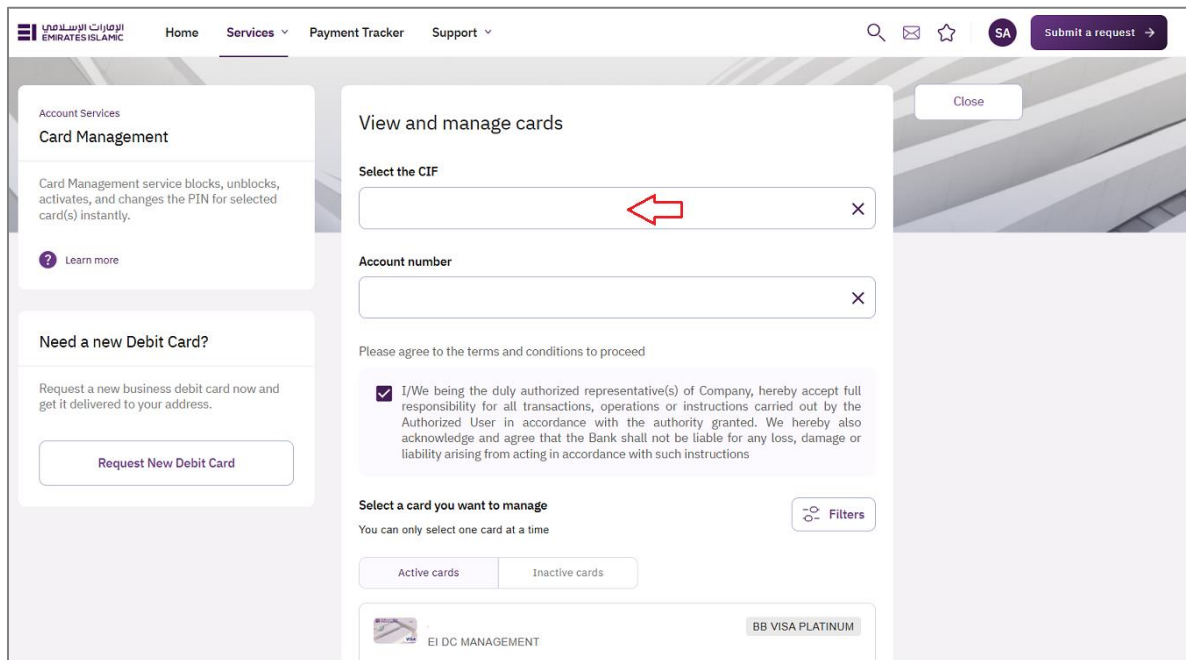 الإمارات الإسلامي
EMIRATES ISLAMIC
Home
Services
Payment Tracker
Support
SA
Submit a request
Account Services
Card Management
Card Management service blocks, unblocks,
activates, and changes the PIN for selected
card(s) instantly.
? Learn more
Need a new Debit Card?
Request a new business debit card now and
get it delivered to your address.
Request New Debit Card
View and manage cards
Select the CIF
Account number
Please agree to the terms and conditions to proceed
I/We being the duly authorized representative(s) of Company, hereby accept full
responsibility for all transactions, operations or instructions carried out by the
Authorized User in accordance with the authority granted. We hereby also
acknowledge and agree that the Bank shall not be liable for any loss, damage or
liability arising from acting in accordance with such instructions
Select a card you want to manage
You can only select one card at a time
Filters
Active cards
Inactive cards
VISA
EI DC MANAGEMENT
BB VISA PLATINUM
Close